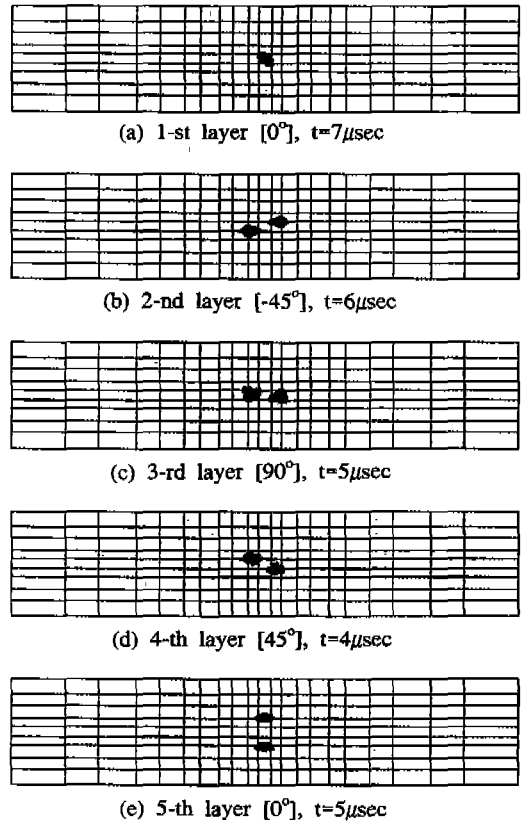 (a) 1-st layer [0°], t=7μsec
(b) 2-nd layer [-45°], t=6μsec
(c) 3-rd layer [90°], t=5μsec
(d) 4-th layer [45°], t=4μsec
(e) 5-th layer [0°], t=5μsec